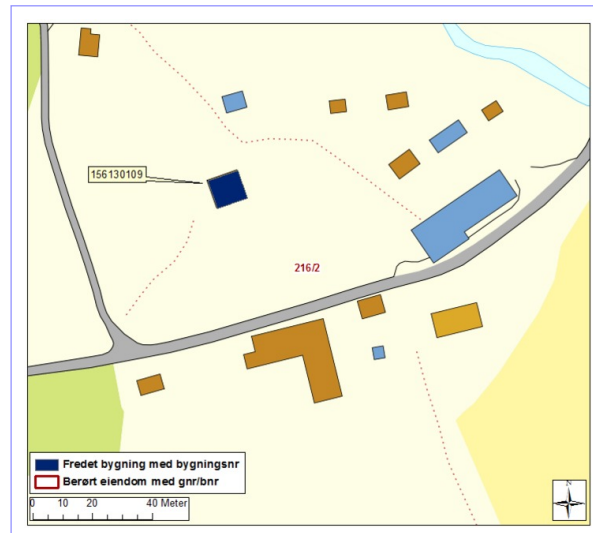 156130109
216/2
Fredet bygning med bygningsnr
Berørt eiendom med gnr/bnr
0 10 20 40 Meter
N